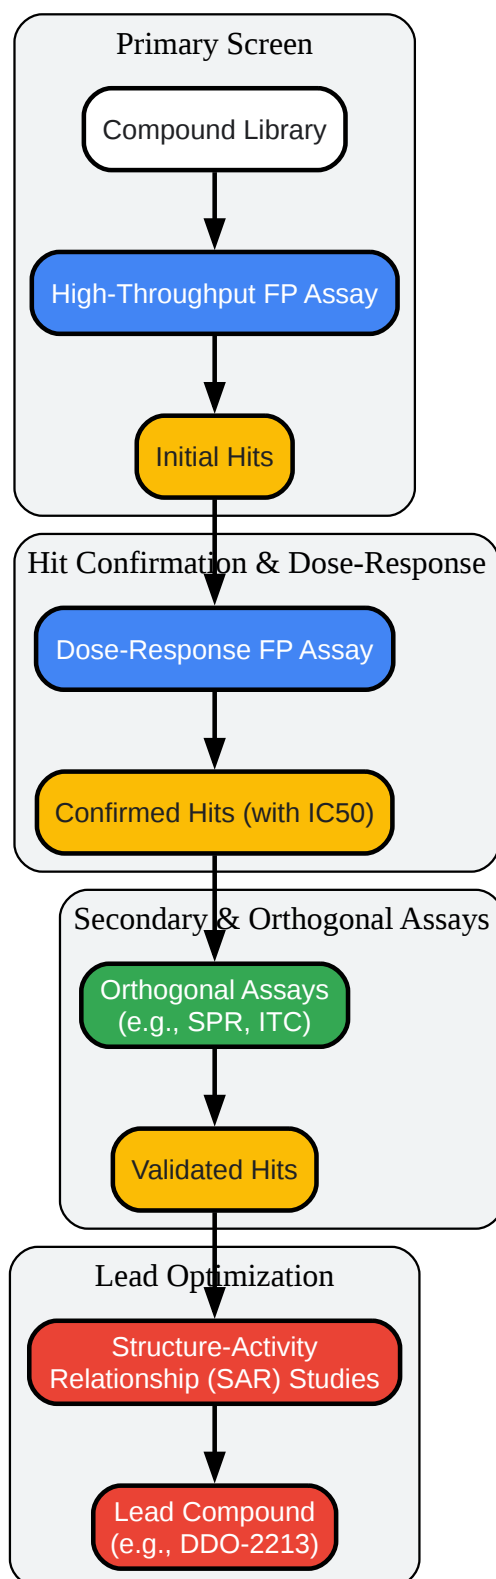 Primary Screen
Compound Library
High-Throughput FP Assay
Initial Hits
Hit Confirmation & Dose-Response
Dose-Response FP Assay
Confirmed Hits (with IC50)
Secondary & Orthogonal Assays
Orthogonal Assays
(e.g., SPR, ITC)
Validated Hits
Lead Optimization
Structure-Activity
Relationship (SAR) Studies
Lead Compound
(e.g., DDO-2213)